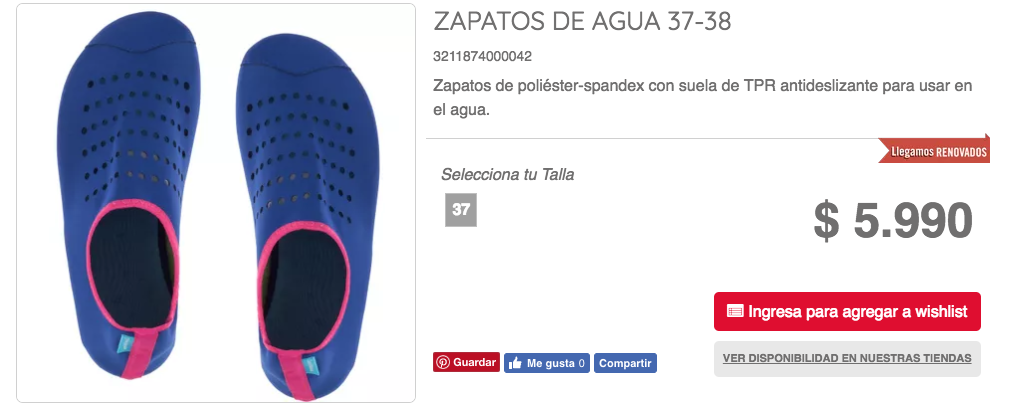 ZAPATOS DE AGUA 37-38
3211874000042
Zapatos de poliéster-spandex con suela de TPR antideslizante para usar en
el agua.
Llegamos RENOVADOS
Selecciona tu Talla
37
$ 5.990
Ingresa para agregar a wishlist
VER DISPONIBILIDAD EN NUESTRAS TIENDAS
Guardar
Me gusta 0
Compartir